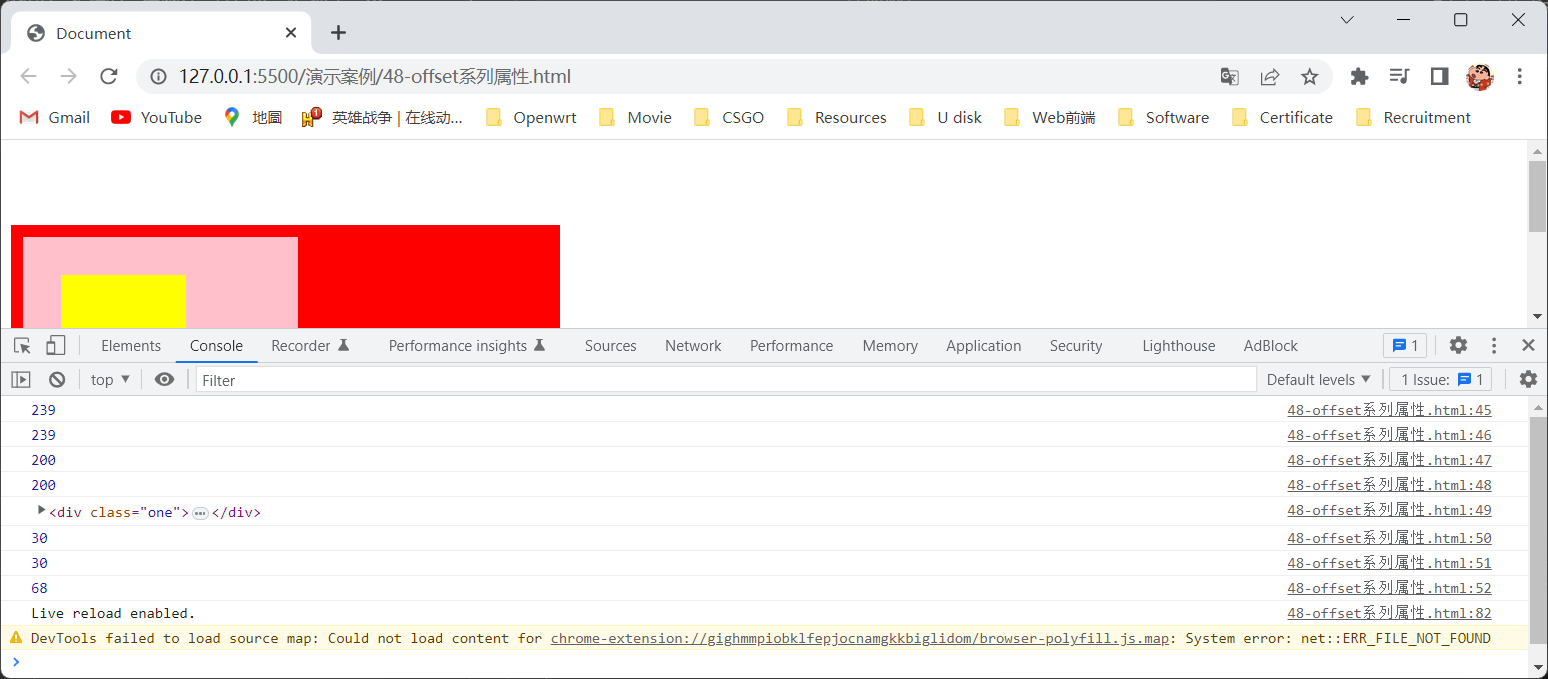 Document
127.0.0.1:5500/演示案例/48-offset系列属性.html
Gmail YouTube 地圖 英雄战争 | 在线动... Openwrt Movie CSGO Resources U disk Web前端 Software Certificate Recruitment
Elements Console Recorder Performance insights Sources Network Performance Memory Application Security Lighthouse AdBlock 1
top Filter Default levels 1 Issue: 1
239 48-offset系列属性.html:45
239 48-offset系列属性.html:46
200 48-offset系列属性.html:47
200 48-offset系列属性.html:48
<div class="one">…</div> 48-offset系列属性.html:49
30 48-offset系列属性.html:50
30 48-offset系列属性.html:51
68 48-offset系列属性.html:52
Live reload enabled. 48-offset系列属性.html:82
DevTools failed to load source map: Could not load content for chrome-extension://gighmmpiobklfepjocnamgkkbiglidom/browser-polyfill.js.map: System error: net::ERR_FILE_NOT_FOUND